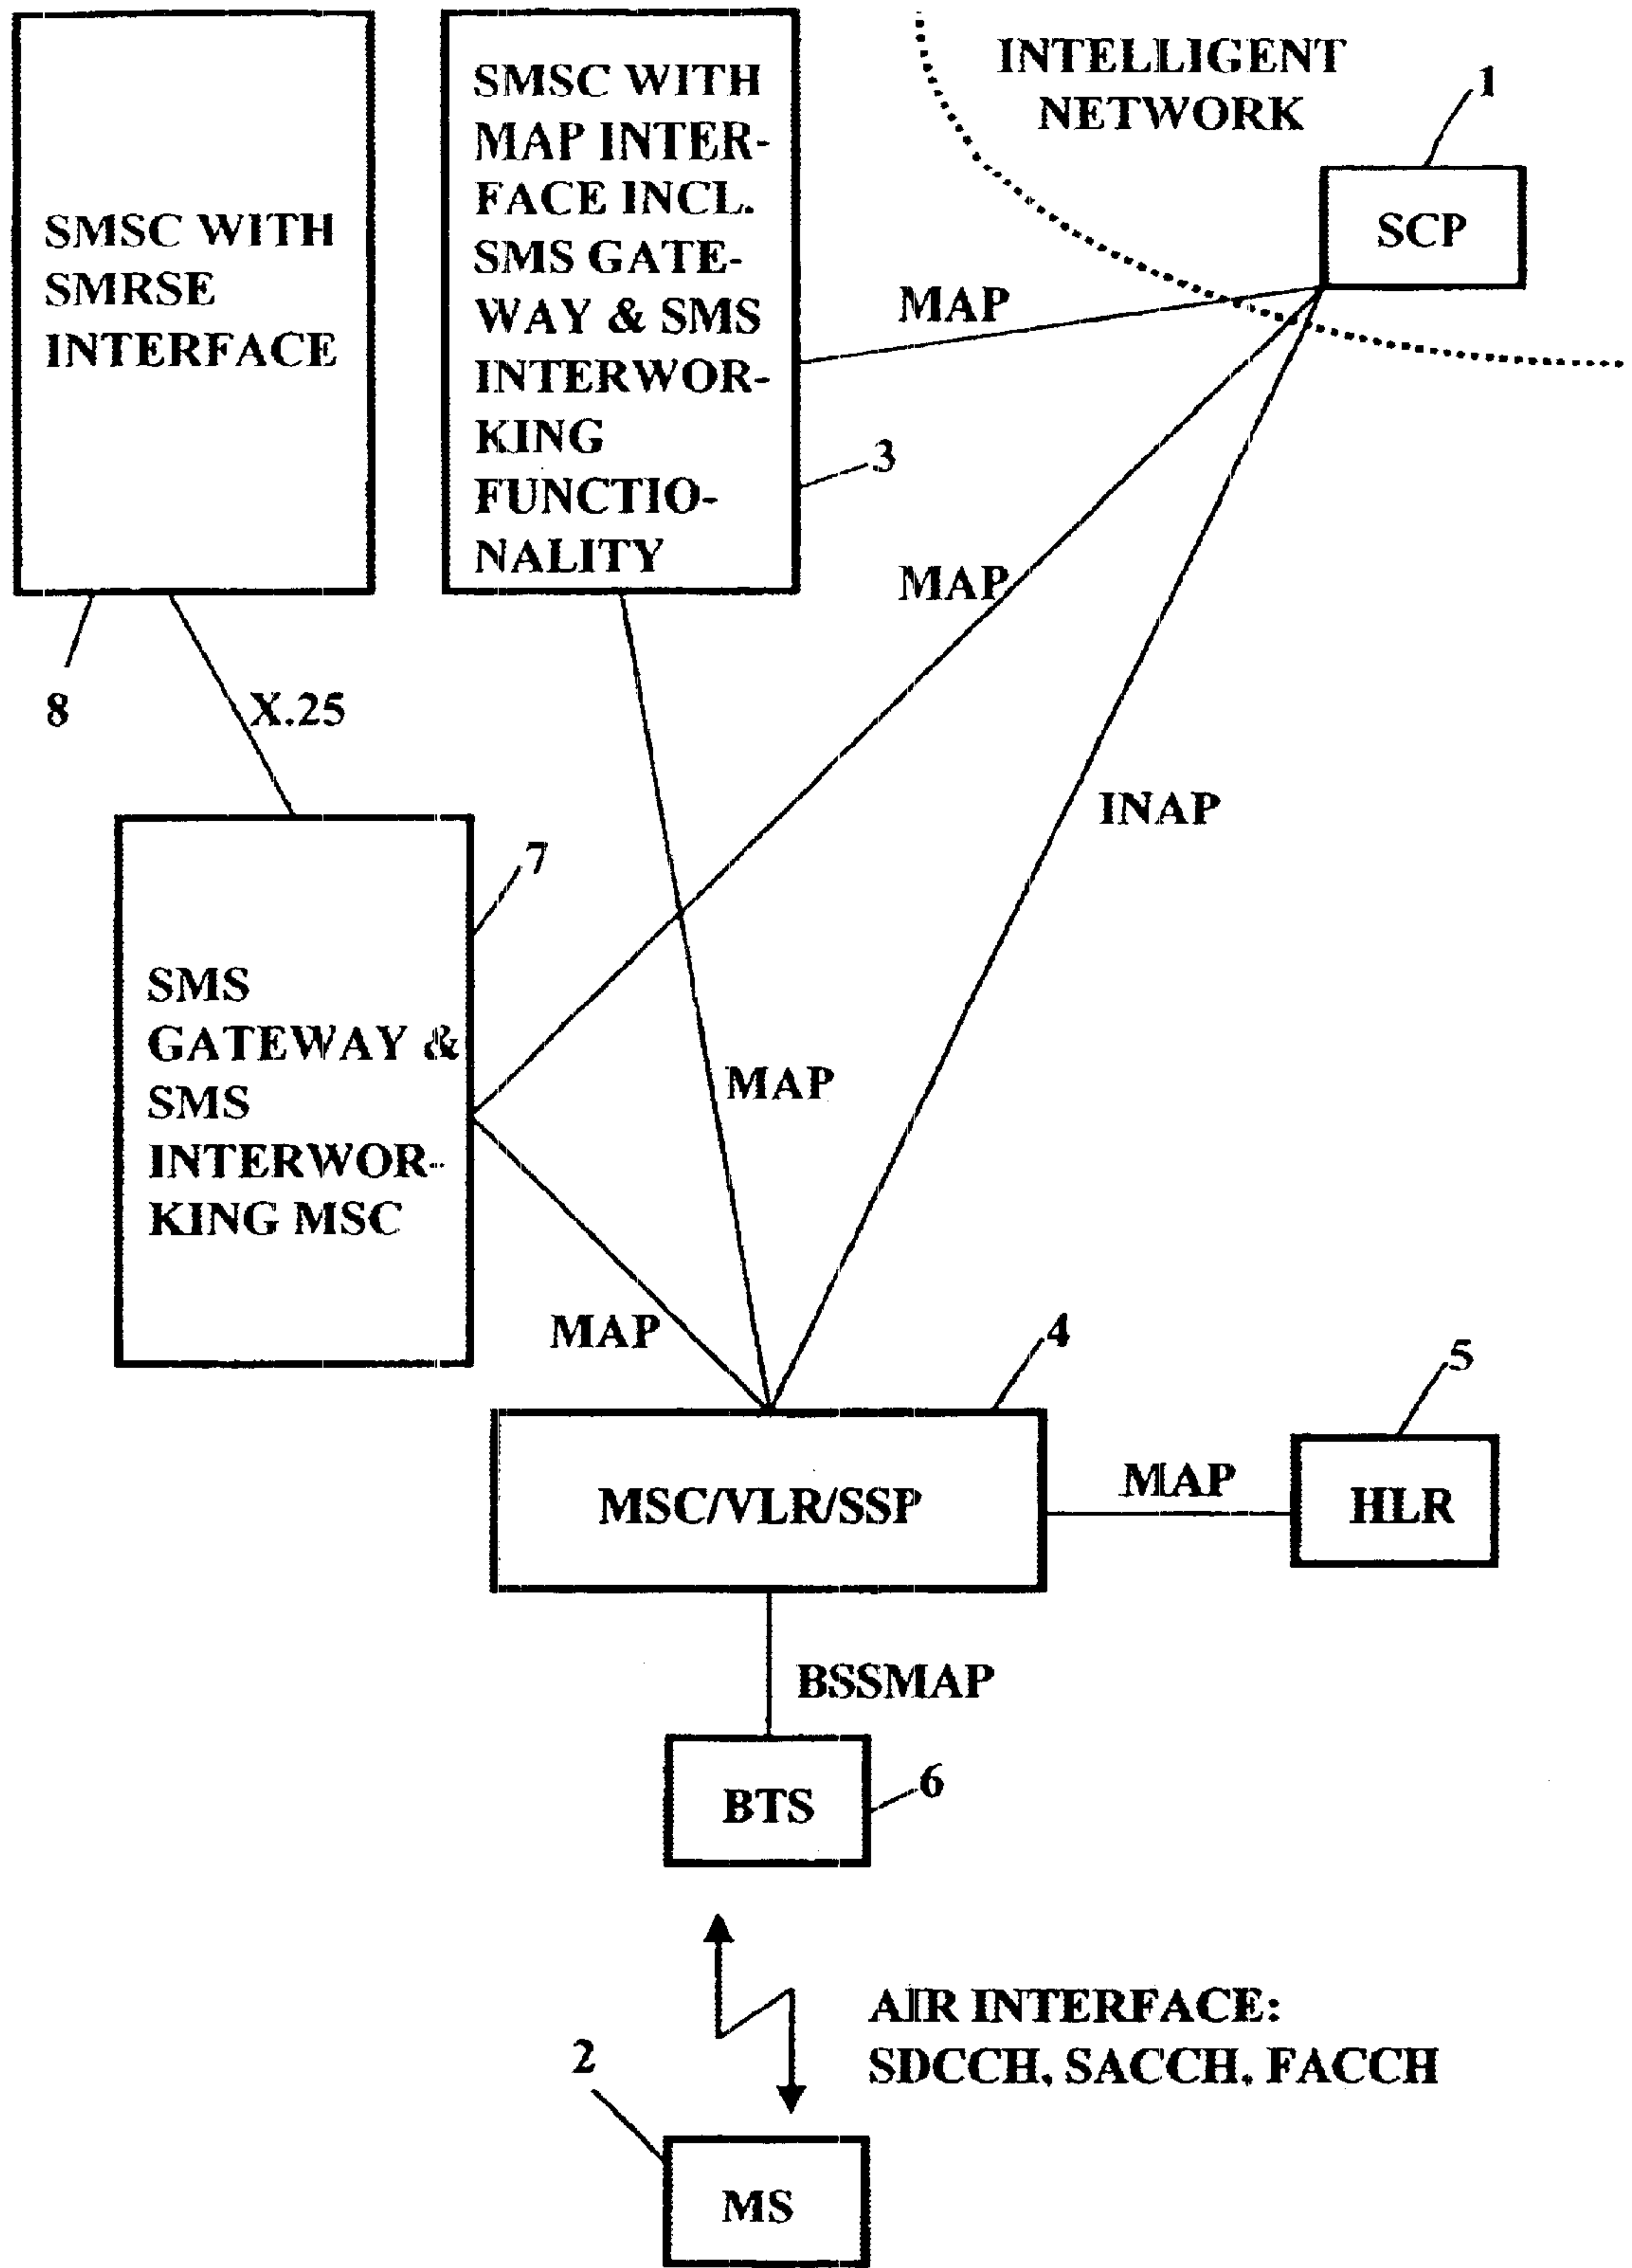 SMSC WITH
SMRSE
INTERFACE
8
SMSC WITH
MAP INTER-
FACE INCL.
SMS GATE-
WAY & SMS
INTERWOR-
KING
FUNCTIO-
NALITY
3
INTELLIGENT
NETWORK
1
SCP
MAP
MAP
X.25
INAP
7
SMS
GATEWAY &
SMS
INTERWOR-
KING MSC
MAP
MAP
4
5
MSC/VLR/SSP
MAP
HLR
BSSMAP
BTS
6
AIR INTERFACE:
SDCCH, SACCH, FACCH
2
MS